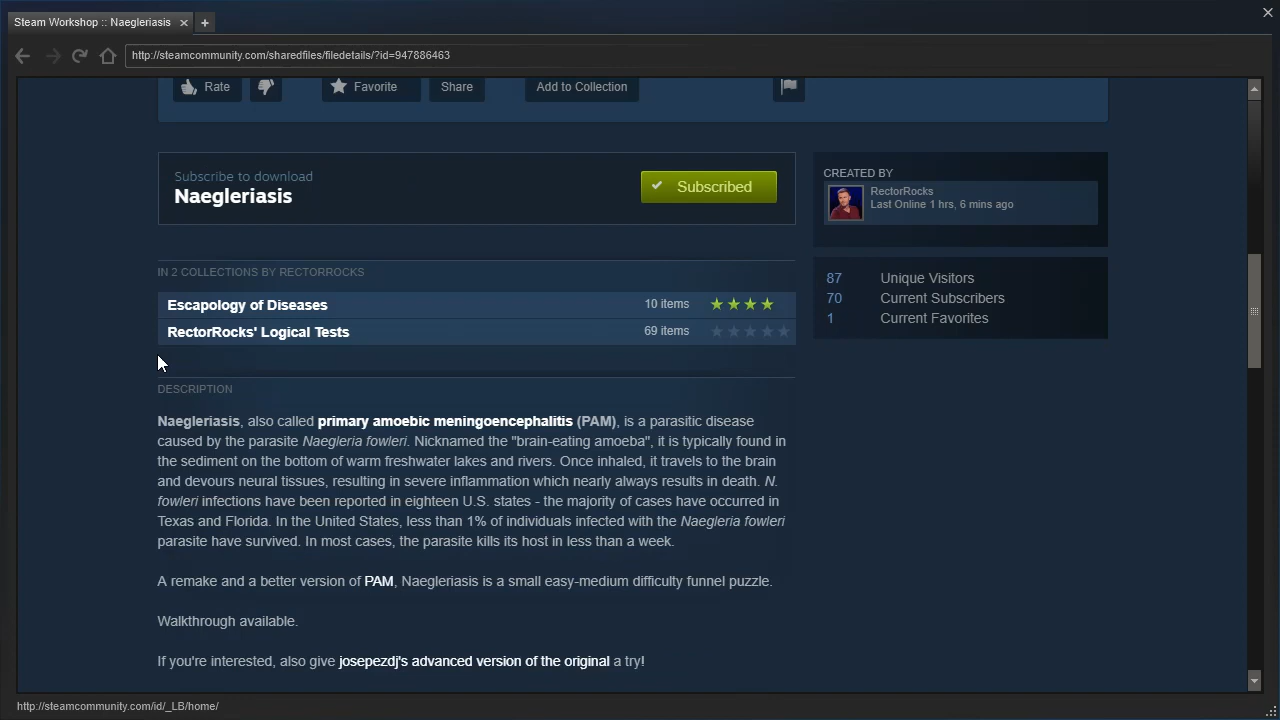 Steam Workshop :: Naegleriasis
http://steamcommunity.com/sharedfiles/filedetails/?id=947886463
Rate
Favorite
Share
Add to Collection
Subscribe to download
Naegleriasis
Subscribed
CREATED BY
RectorRocks
Last Online 1 hrs, 6 mins ago
IN 2 COLLECTIONS BY RECTORROCKS
Escapology of Diseases 10 items
RectorRocks' Logical Tests 69 items
87 Unique Visitors
70 Current Subscribers
1 Current Favorites
DESCRIPTION
Naegleriasis, also called primary amoebic meningoencephalitis (PAM), is a parasitic disease
caused by the parasite Naegleria fowleri. Nicknamed the "brain-eating amoeba", it is typically found in
the sediment on the bottom of warm freshwater lakes and rivers. Once inhaled, it travels to the brain
and devours neural tissues, resulting in severe inflammation which nearly always results in death. N.
fowleri infections have been reported in eighteen U.S. states - the majority of cases have occurred in
Texas and Florida. In the United States, less than 1% of individuals infected with the Naegleria fowleri
parasite have survived. In most cases, the parasite kills its host in less than a week.
A remake and a better version of PAM, Naegleriasis is a small easy-medium difficulty funnel puzzle.
Walkthrough available.
If you're interested, also give josepezdj's advanced version of the original a try!
http://steamcommunity.com/id/_LB/home/